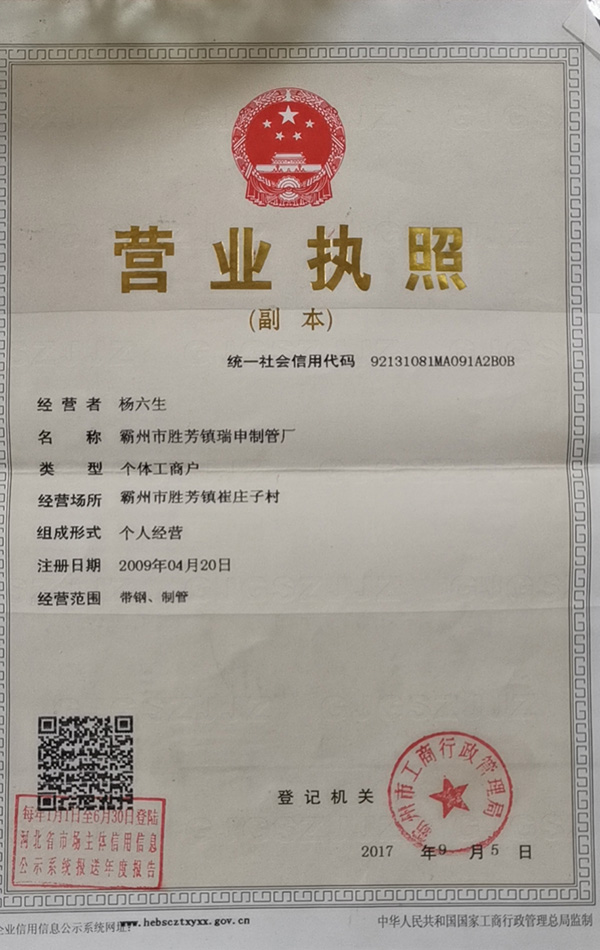 营业执照
(副 本)
统一社会信用代码 92131081MA091A2B0B
经营者 杨六生
名称 霸州市胜芳镇瑞申制管厂
类型 个体工商户
经营场所 霸州市胜芳镇崔庄子村
组成形式 个人经营
注册日期 2009年04月20日
经营范围 带钢、制管
每年1月1日至6月30日登陆
河北省市场主体信用信息
公示系统报送年度报告
登记机关
霸州市工商行政管理局
2017 年 9 月 5 日
企业信用信息公示系统网址: www.hebscztxyxx.gov.cn
中华人民共和国国家工商行政管理总局监制